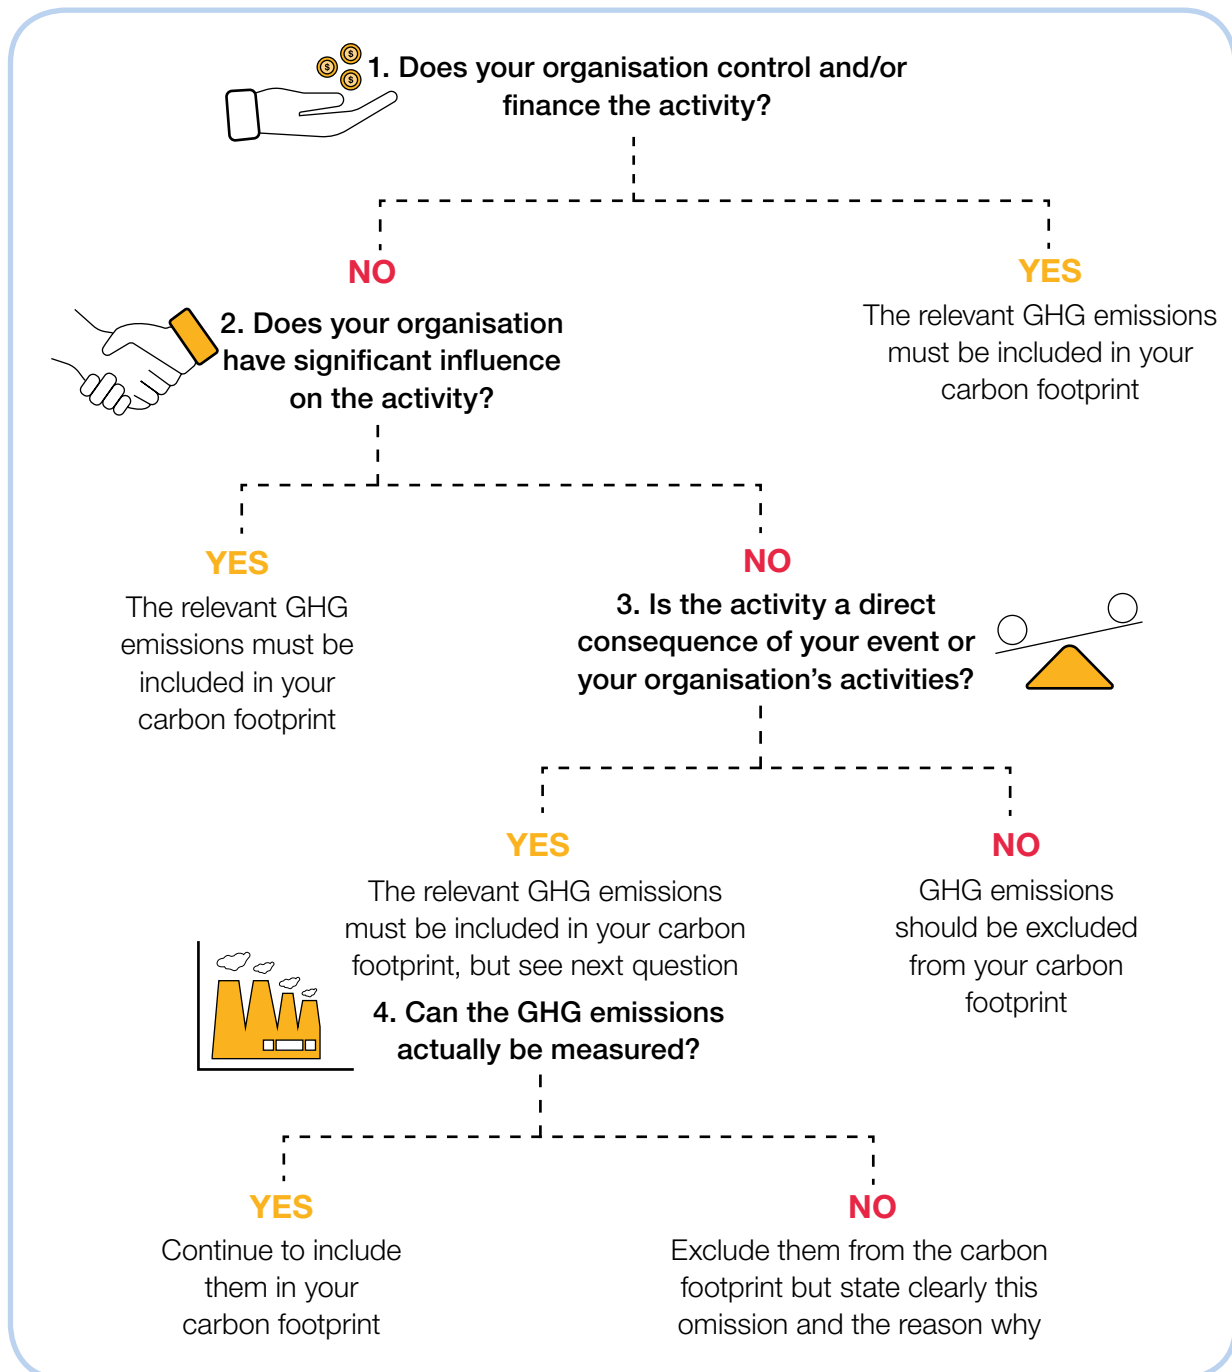 1. Does your organisation control and/or
finance the activity?
NO
2. Does your organisation
have significant influence
on the activity?
YES
The relevant GHG emissions
must be included in your
carbon footprint
YES
The relevant GHG
emissions must be
included in your
carbon footprint
NO
3. Is the activity a direct
consequence of your event or
your organisation's activities?
YES
The relevant GHG emissions
must be included in your carbon
footprint, but see next question
4. Can the GHG emissions
actually be measured?
NO
GHG emissions
should be excluded
from your carbon
footprint
YES
Continue to include
them in your
carbon footprint
NO
Exclude them from the carbon
footprint but state clearly this
omission and the reason why